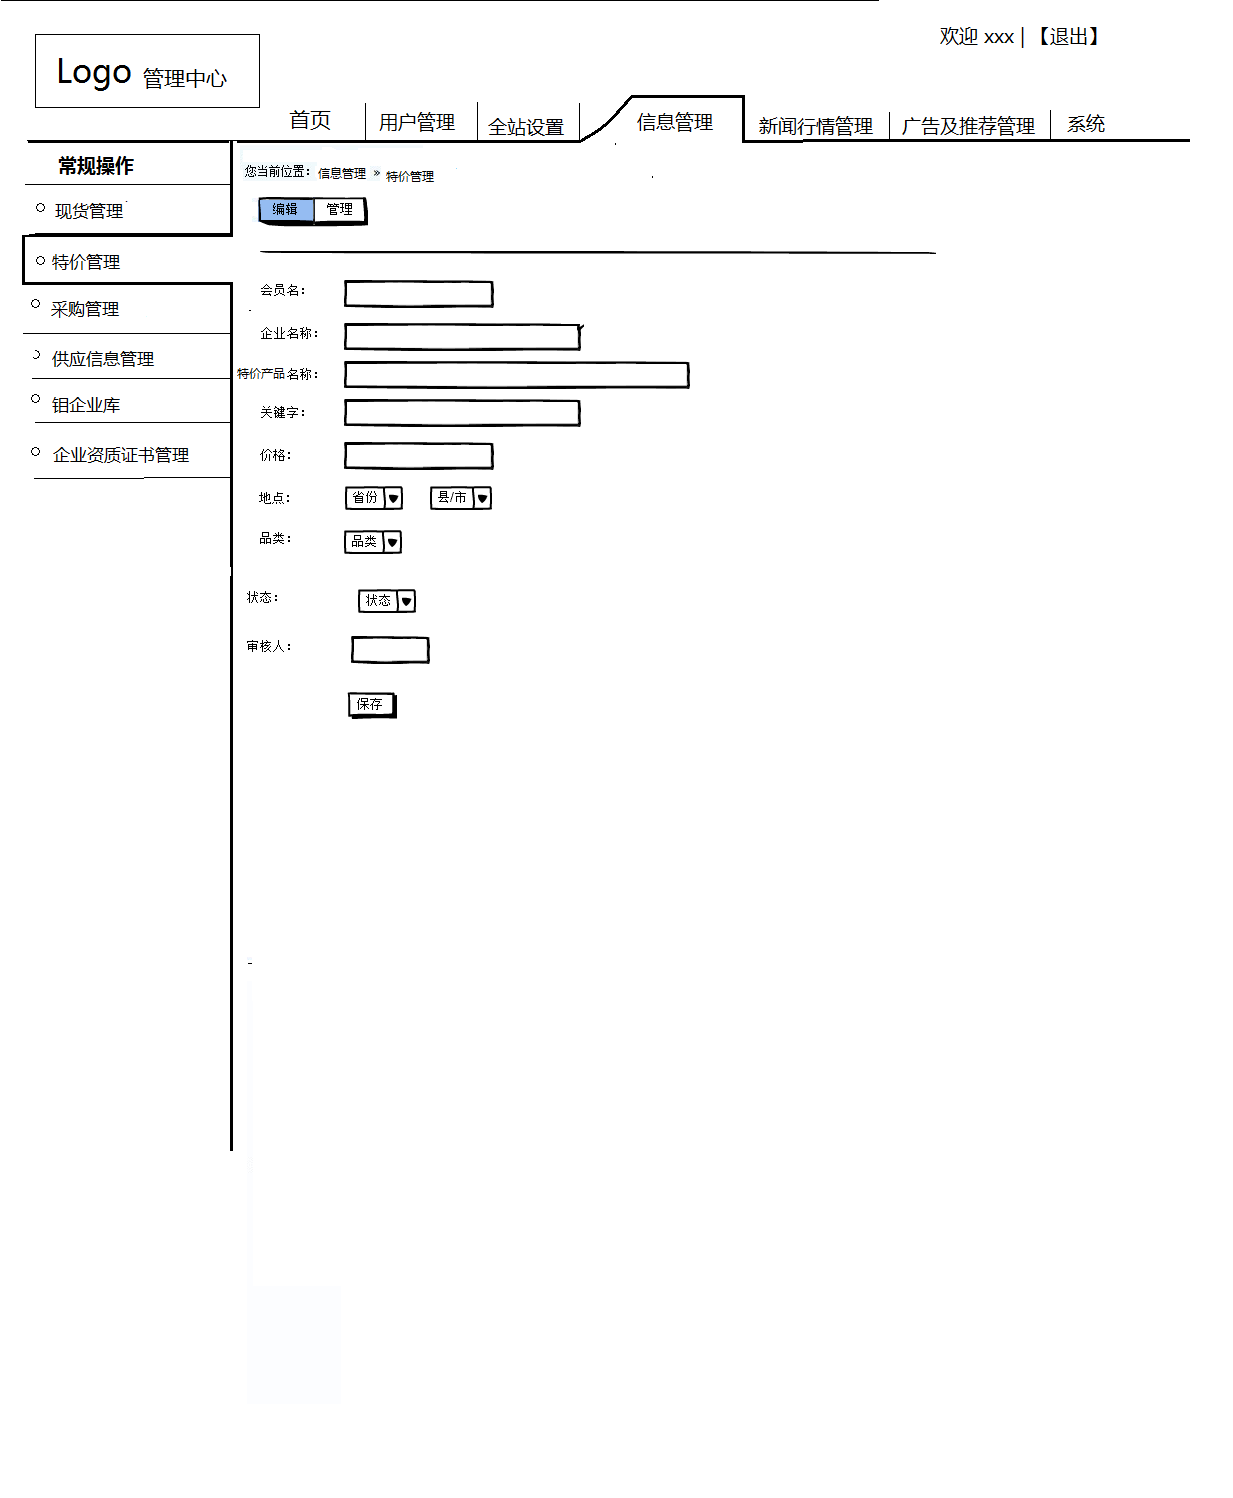 欢迎 xxx | 【退出】
Logo 管理中心
首页 用户管理 全站设置 信息管理 新闻行情管理 广告及推荐管理 系统
常规操作
现货管理
特价管理
采购管理
供应信息管理
钼企业库
企业资质证书管理
您当前位置： 信息管理 » 特价管理
编辑 管理
会员名：
企业名称：
特价产品名称：
关键字：
价格：
地点： 省份 县/市
品类： 品类
状态： 状态
审核人：
保存